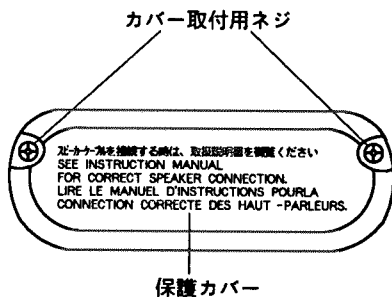 カバー取付用ネジ
スピーカーケーブルを接続する時は、取扱説明書を御覧ください
SEE INSTRUCTION MANUAL
FOR CORRECT SPEAKER CONNECTION.
LIRE LE MANUEL D'INSTRUCTIONS POURLA
CONNECTION CORRECTE DES HAUT -PARLEURS.
保護カバー